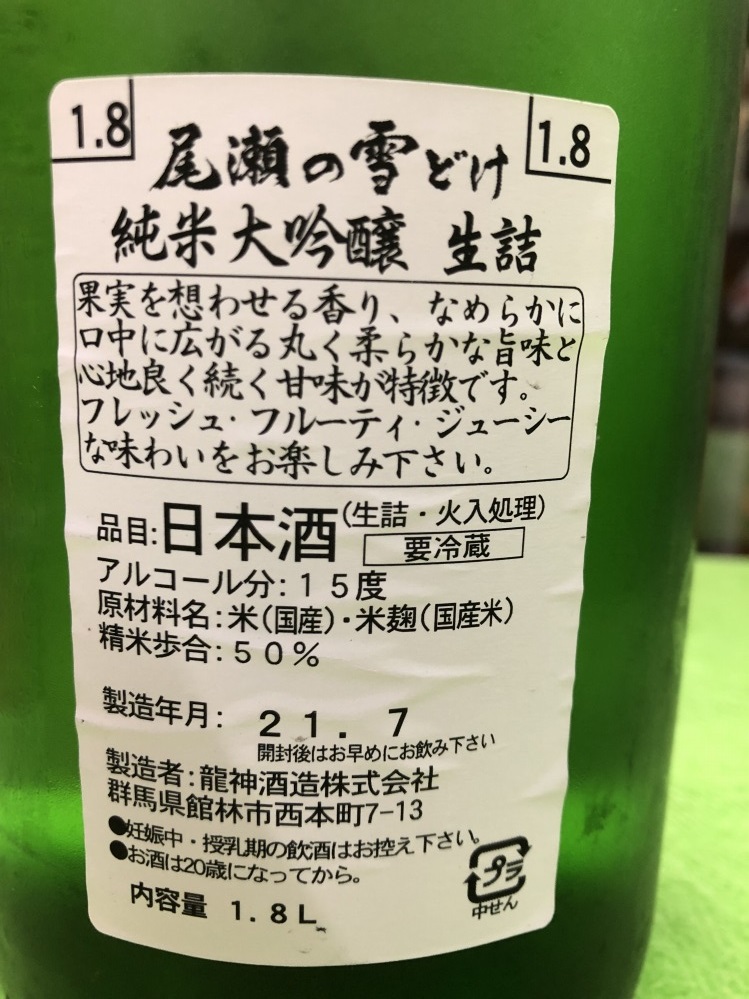 1.8 尾瀬の雪どけ 1.8
純米大吟醸 生詰
果実を想わせる香り、なめらかに
口中に広がる丸く柔らかな旨味と
心地良く続く甘味が特徴です。
フレッシュ・フルーティ・ジューシー
な味わいをお楽しみ下さい。
品目:日本酒(生詰・火入処理)
要冷蔵
アルコール分:15度
原材料名:米(国産)・米麹(国産米)
精米歩合:50%
製造年月: 21. 7
開封後はお早めにお飲み下さい
製造者:龍神酒造株式会社
群馬県館林市西本町7-13
●妊娠中・授乳期の飲酒はお控え下さい。
●お酒は20歳になってから。
プラ
中せん
内容量 1.8L